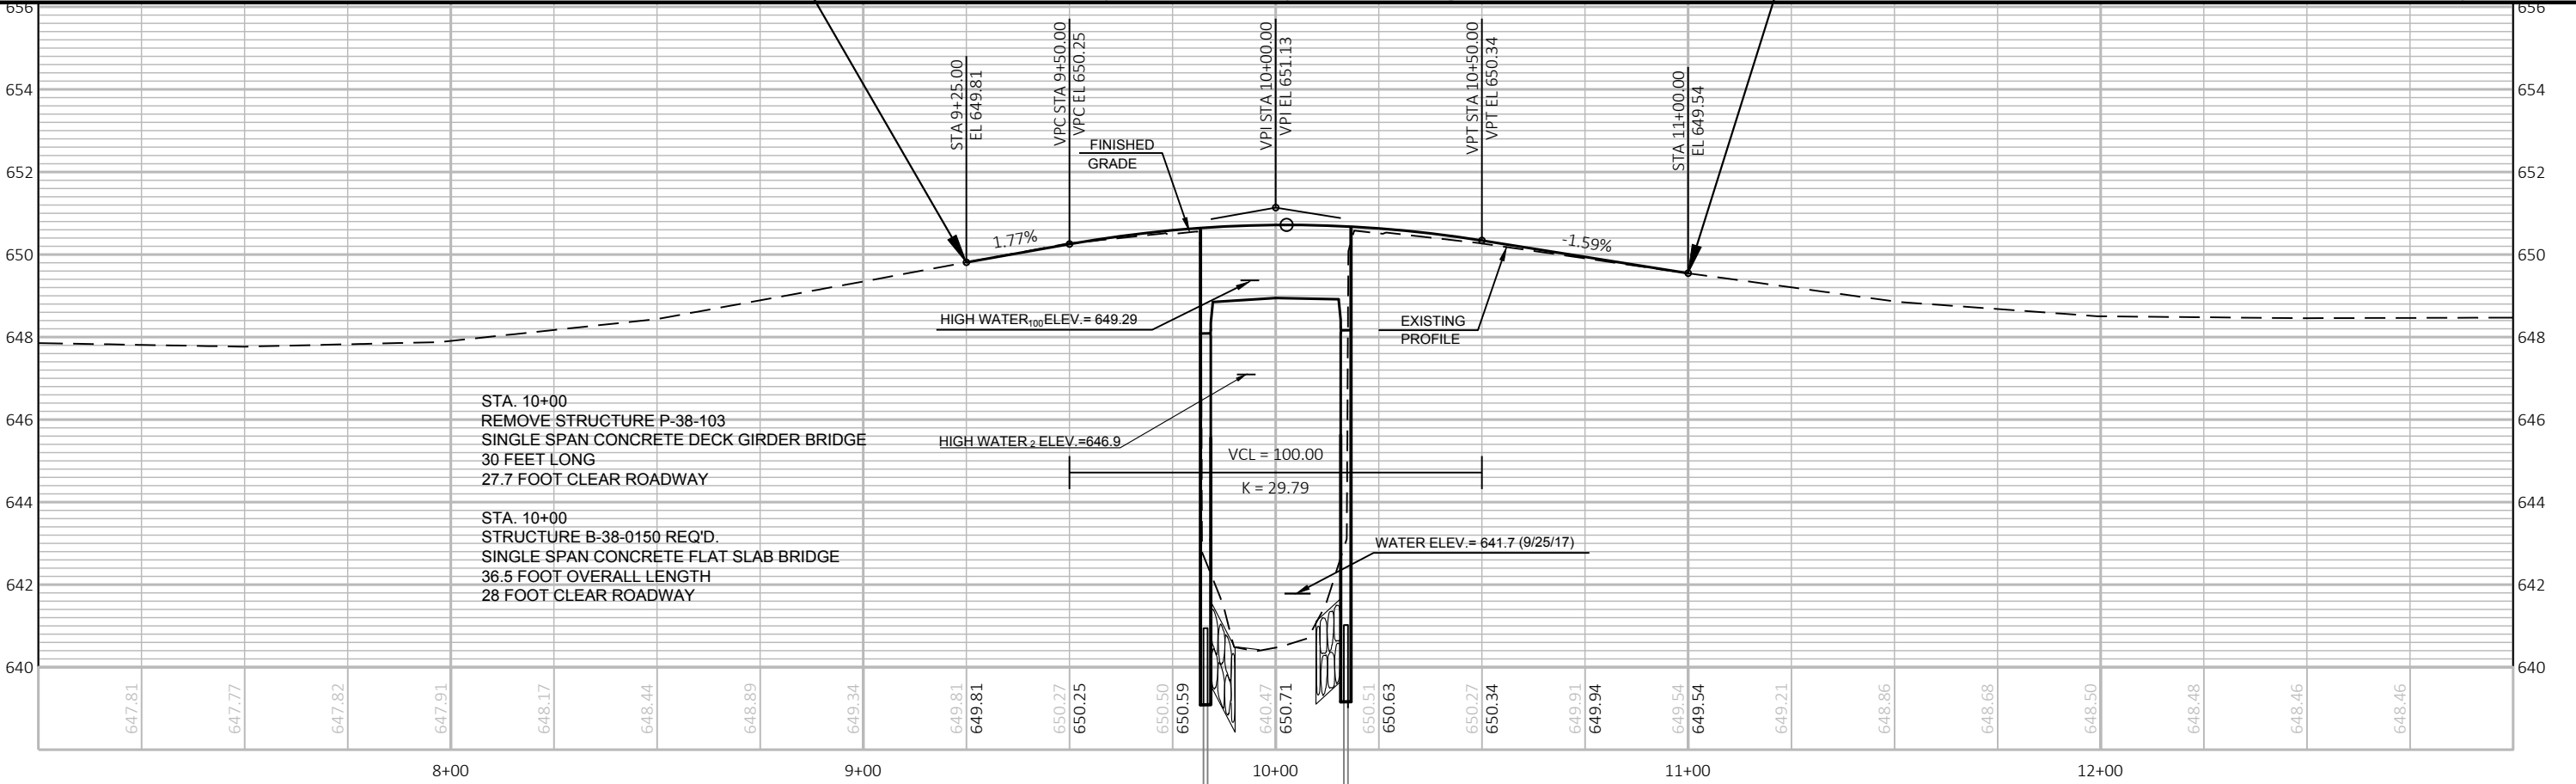 656
656
654
654
652
652
650
650
648
648
646
646
644
644
642
642
640
640
STA 9+25.00
EL 649.81
VPC STA 9+50.00
VPC EL 650.25
VPI STA 10+00.00
VPI EL 651.13
VPT STA 10+50.00
VPT EL 650.34
STA 11+00.00
EL 649.54
FINISHED
GRADE
1.77%
-1.59%
HIGH WATER100 ELEV.= 649.29
EXISTING
PROFILE
HIGH WATER 2 ELEV.=646.9
VCL = 100.00
K = 29.79
WATER ELEV.= 641.7 (9/25/17)
STA. 10+00
REMOVE STRUCTURE P-38-103
SINGLE SPAN CONCRETE DECK GIRDER BRIDGE
30 FEET LONG
27.7 FOOT CLEAR ROADWAY
STA. 10+00
STRUCTURE B-38-0150 REQ'D.
SINGLE SPAN CONCRETE FLAT SLAB BRIDGE
36.5 FOOT OVERALL LENGTH
28 FOOT CLEAR ROADWAY
647.81
647.77
647.82
647.91
648.17
648.44
648.89
649.34
649.81
649.81
650.27
650.25
650.50
650.59
640.47
650.71
650.51
650.63
650.27
650.34
649.91
649.94
649.54
649.54
649.21
648.86
648.68
648.50
648.48
648.46
648.46
8+00
9+00
10+00
11+00
12+00